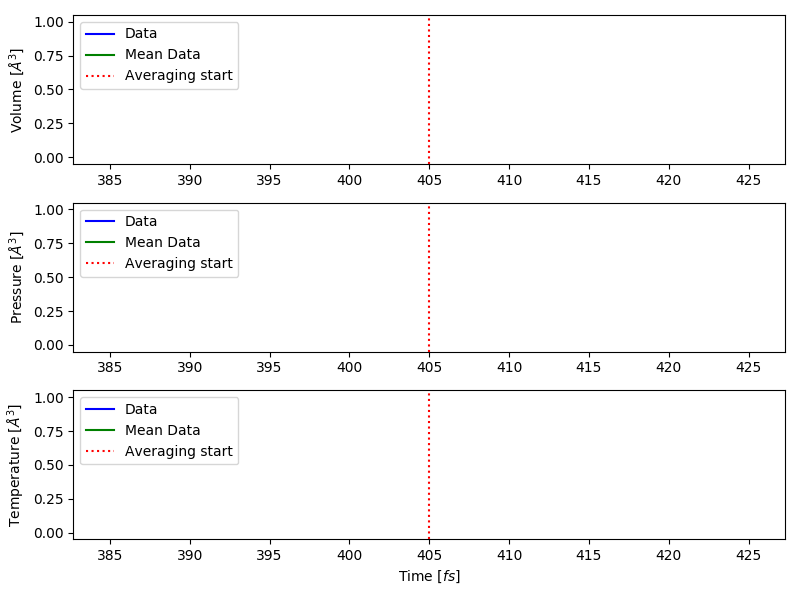 Volume [Å³]
1.00
0.75
0.50
0.25
0.00
Data
Mean Data
Averaging start
385 390 395 400 405 410 415 420 425
Pressure [Å³]
1.00
0.75
0.50
0.25
0.00
Data
Mean Data
Averaging start
385 390 395 400 405 410 415 420 425
Temperature [Å³]
1.00
0.75
0.50
0.25
0.00
Data
Mean Data
Averaging start
385 390 395 400 405 410 415 420 425
Time [fs]